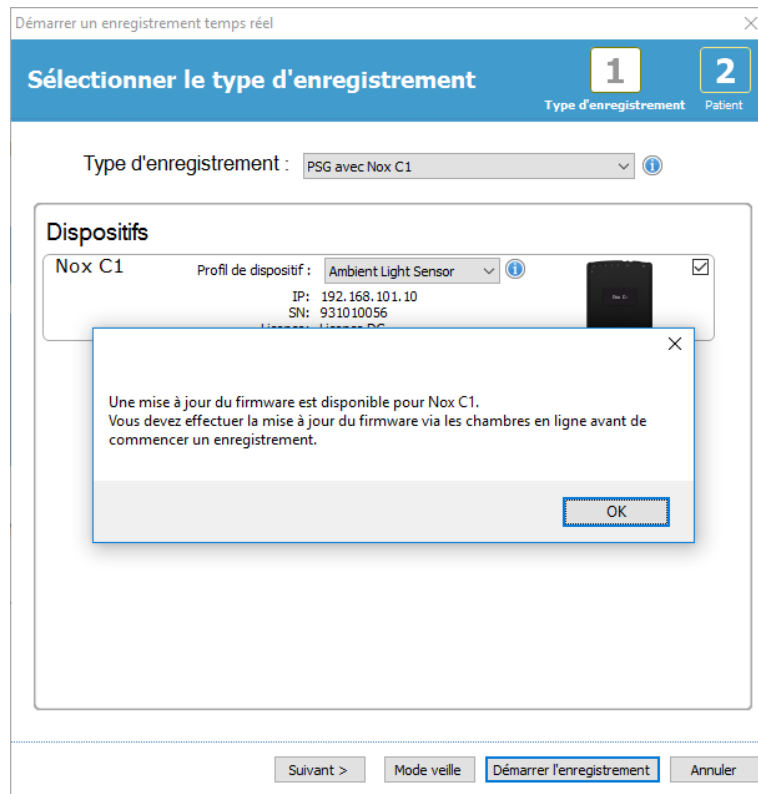 Démarrer un enregistrement temps réel
Sélectionner le type d'enregistrement
1
Type d'enregistrement
2
Patient
Type d'enregistrement :
PSG avec Nox C1
Dispositifs
Nox C1
Profil de dispositif :
Ambient Light Sensor
IP: 192.168.101.10
SN: 931010056
Une mise à jour du firmware est disponible pour Nox C1.
Vous devez effectuer la mise à jour du firmware via les chambres en ligne avant de
commencer un enregistrement.
OK
Suivant >
Mode veille
Démarrer l'enregistrement
Annuler